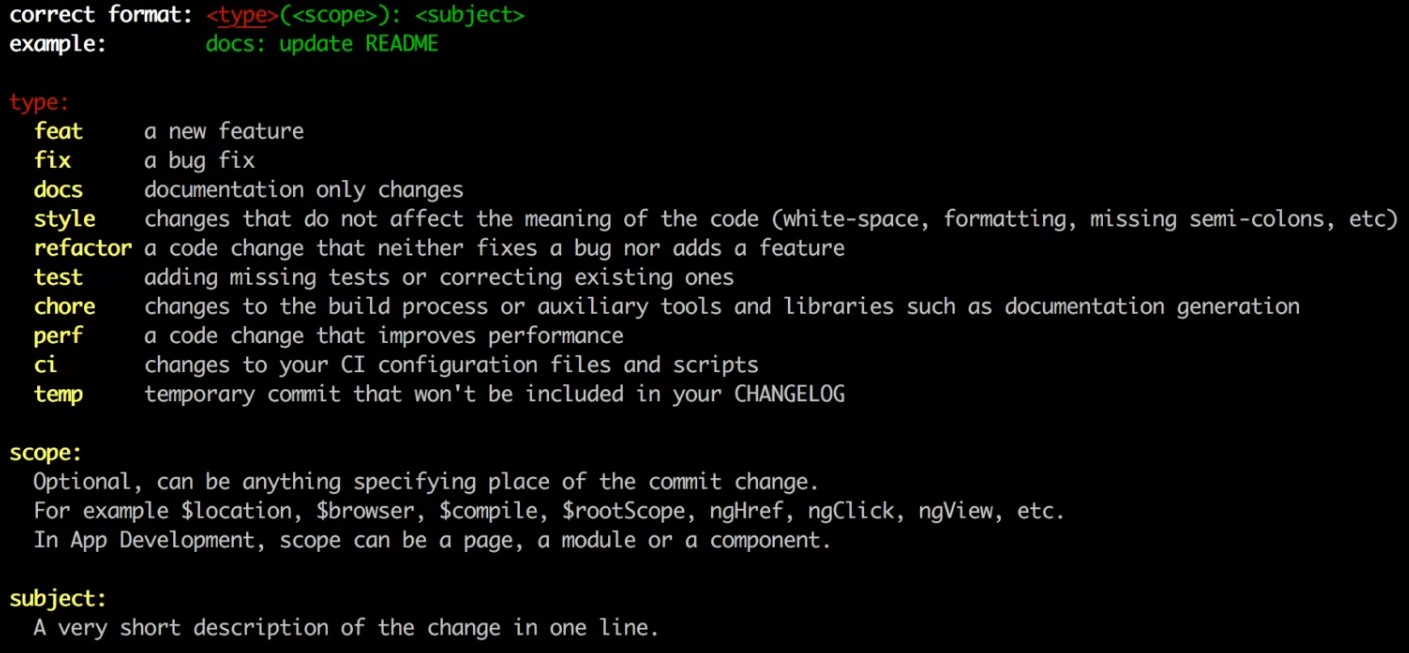 correct format: <type>(<scope>): <subject>
example: docs: update README
type:
feat a new feature
fix a bug fix
docs documentation only changes
style changes that do not affect the meaning of the code (white-space, formatting, missing semi-colons, etc)
refactor a code change that neither fixes a bug nor adds a feature
test adding missing tests or correcting existing ones
chore changes to the build process or auxiliary tools and libraries such as documentation generation
perf a code change that improves performance
ci changes to your CI configuration files and scripts
temp temporary commit that won't be included in your CHANGELOG
scope:
Optional, can be anything specifying place of the commit change.
For example $location, $browser, $compile, $rootScope, ngHref, ngClick, ngView, etc.
In App Development, scope can be a page, a module or a component.
subject:
A very short description of the change in one line.